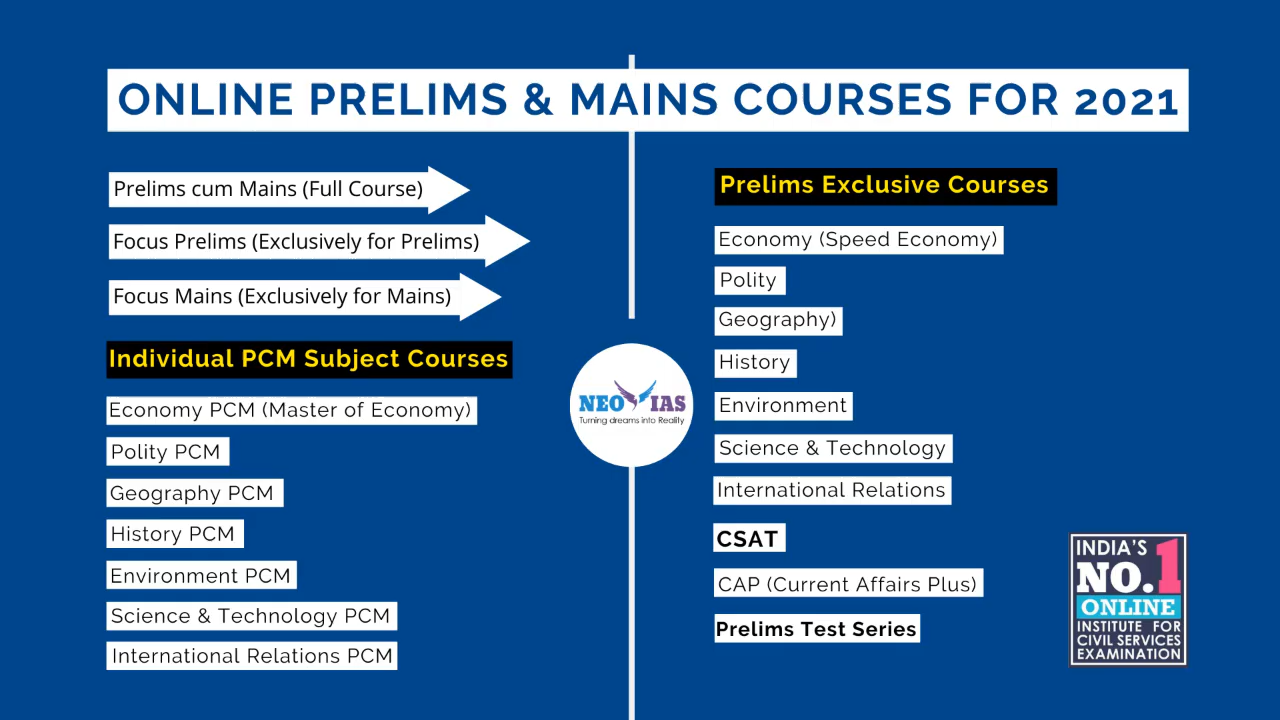 ONLINE PRELIMS & MAINS COURSES FOR 2021
Prelims cum Mains (Full Course)
Focus Prelims (Exclusively for Prelims)
Focus Mains (Exclusively for Mains)
Individual PCM Subject Courses
Economy PCM (Master of Economy)
Polity PCM
Geography PCM
History PCM
Environment PCM
Science & Technology PCM
International Relations PCM
NEO IAS
Turning dreams into Reality
Prelims Exclusive Courses
Economy (Speed Economy)
Polity
Geography)
History
Environment
Science & Technology
International Relations
CSAT
CAP (Current Affairs Plus)
Prelims Test Series
INDIA'S
NO.1
ONLINE
INSTITUTE FOR
CIVIL SERVICES
EXAMINATION